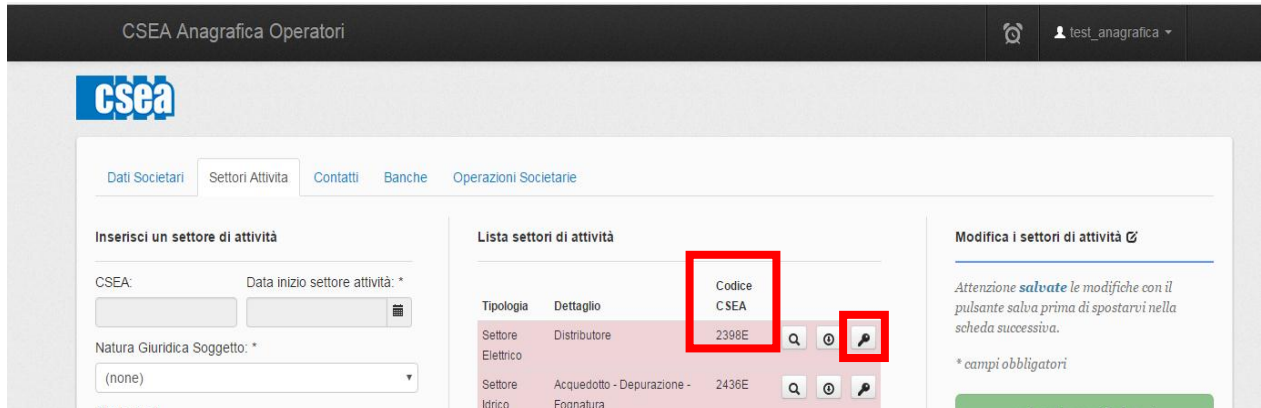 CSEA Anagrafica Operatori
test_anagrafica
csea
Dati Societari Settori Attivita Contatti Banche Operazioni Societarie
Inserisci un settore di attività
CSEA: Data inizio settore attività: *
Natura Giuridica Soggetto: *
(none)
Lista settori di attività
Tipologia Dettaglio Codice CSEA
Settore Elettrico Distributore 2398E
Settore Idrico Acquedotto - Depurazione - Fognatura 2436E
Modifica i settori di attività
Attenzione salvate le modifiche con il
pulsante salva prima di spostarvi nella
scheda successiva.
* campi obbligatori